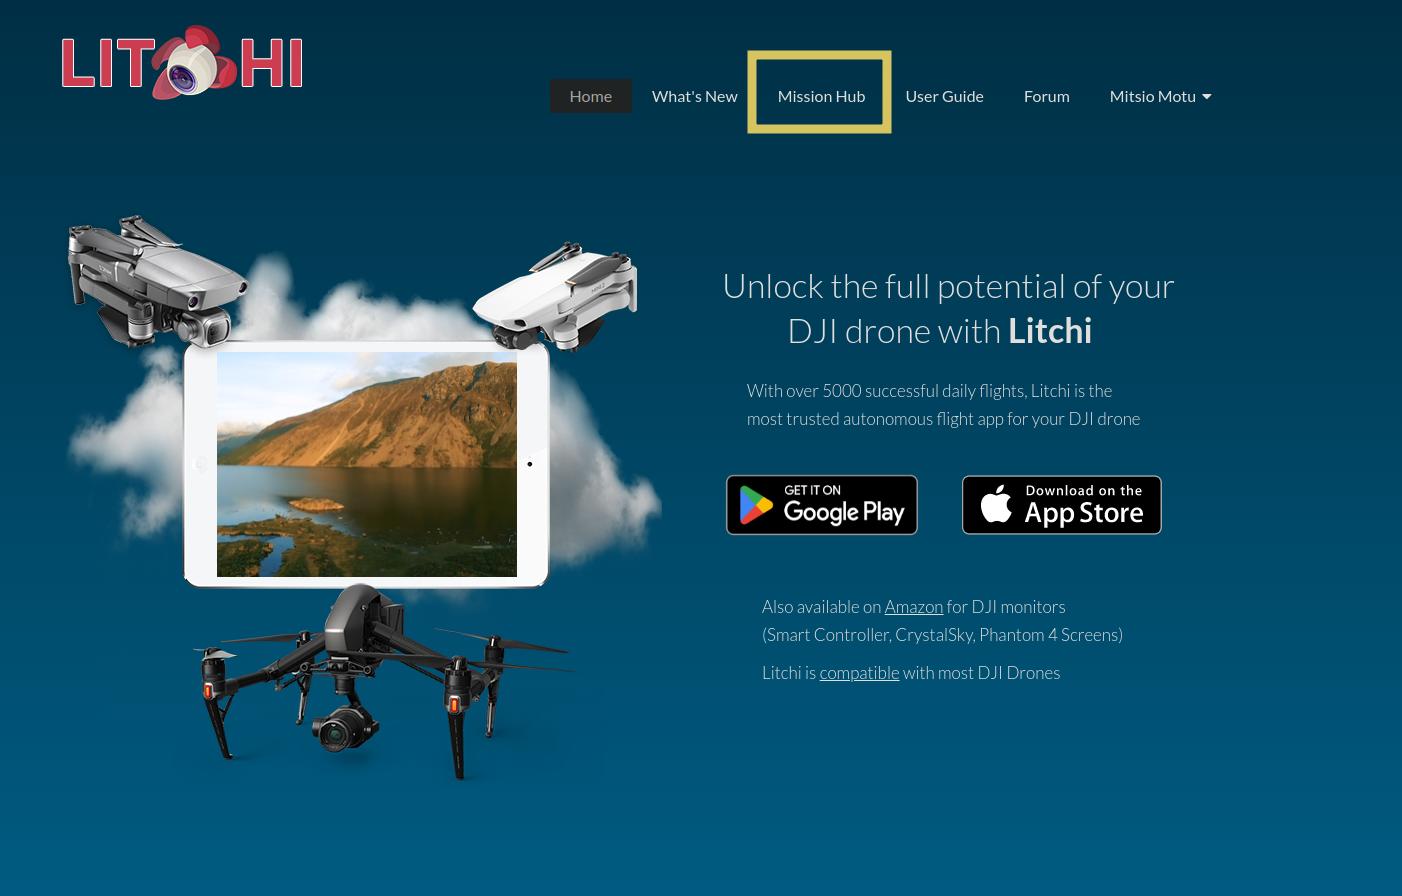 LITCHI
Home
What's New
Mission Hub
User Guide
Forum
Mitsio Motu
Unlock the full potential of your
DJI drone with Litchi
With over 5000 successful daily flights, Litchi is the
most trusted autonomous flight app for your DJI drone
GET IT ON
Google Play
Download on the
App Store
Also available on Amazon for DJI monitors
(Smart Controller, CrystalSky, Phantom 4 Screens)
Litchi is compatible with most DJI Drones